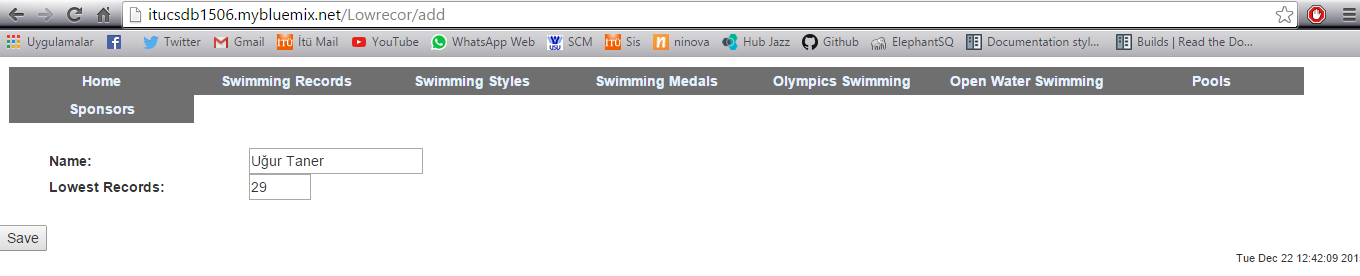 itucsdb1506.mybluemix.net/Lowrecor/add
Uygulamalar Twitter Gmail İTÜ İtü Mail YouTube WhatsApp Web SCM İTÜ Sis ninova Hub Jazz Github ElephantSQ Documentation styl... Builds | Read the Do...
Home Swimming Records Swimming Styles Swimming Medals Olympics Swimming Open Water Swimming Pools
Sponsors
Name: Uğur Taner
Lowest Records: 29
Save
Tue Dec 22 12:42:09 201